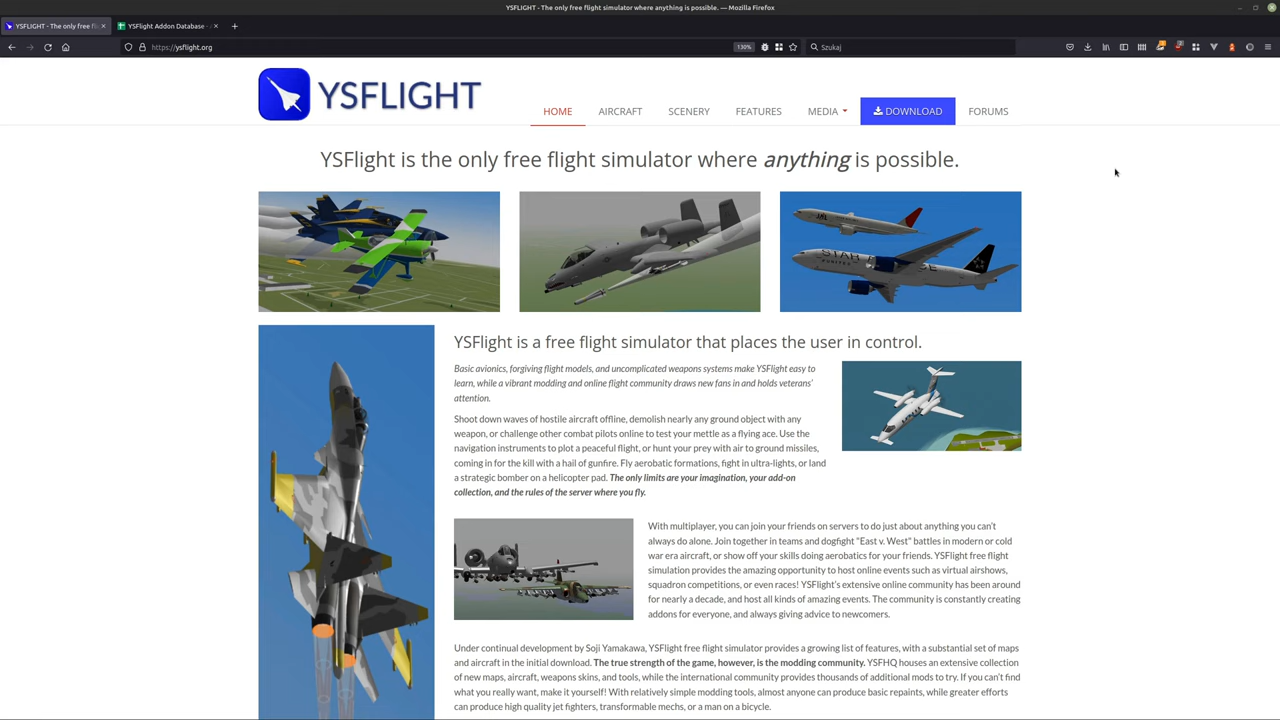 YSFLIGHT - The only free flight simulator where anything is possible. — Mozilla Firefox
YSFLIGHT - The only free fl
YSFlight Addon Database -
https://ysflight.org
130%
Szukaj
YSFLIGHT
HOME
AIRCRAFT
SCENERY
FEATURES
MEDIA
DOWNLOAD
FORUMS
YSFlight is the only free flight simulator where anything is possible.
YSFlight is a free flight simulator that places the user in control.
Basic avionics, forgiving flight models, and uncomplicated weapons systems make YSFlight easy to
learn, while a vibrant modding and online flight community draws new fans in and holds veterans'
attention.
Shoot down waves of hostile aircraft offline, demolish nearly any ground object with any
weapon, or challenge other combat pilots online to test your mettle as a flying ace. Use the
navigation instruments to plot a peaceful flight, or hunt your prey with air to ground missiles,
coming in for the kill with a hail of gunfire. Fly aerobatic formations, fight in ultra-lights, or land
a strategic bomber on a helicopter pad. The only limits are your imagination, your add-on
collection, and the rules of the server where you fly.
With multiplayer, you can join your friends on servers to do just about anything you can't
always do alone. Join together in teams and dogfight "East v. West" battles in modern or cold
war era aircraft, or show off your skills doing aerobatics for your friends. YSFlight free flight
simulation provides the amazing opportunity to host online events such as virtual airshows,
squadron competitions, or even races! YSFlight's extensive online community has been around
for nearly a decade, and host all kinds of amazing events. The community is constantly creating
addons for everyone, and always giving advice to newcomers.
Under continual development by Soji Yamakawa, YSFlight free flight simulator provides a growing list of features, with a substantial set of maps
and aircraft in the initial download. The true strength of the game, however, is the modding community. YSFHQ houses an extensive collection
of new maps, aircraft, weapons skins, and tools, while the international community provides thousands of additional mods to try. If you can't find
what you really want, make it yourself! With relatively simple modding tools, almost anyone can produce basic repaints, while greater efforts
can produce high quality jet fighters, transformable mechs, or a man on a bicycle.